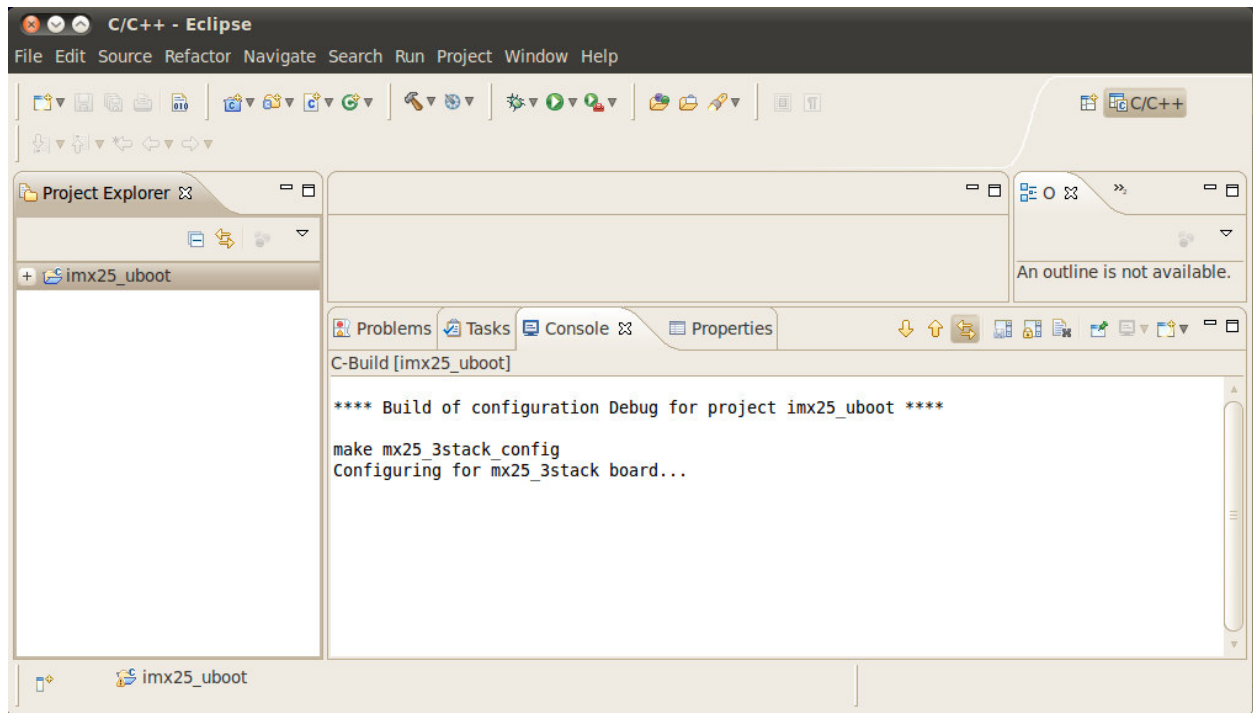 C/C++ - Eclipse
File Edit Source Refactor Navigate Search Run Project Window Help
C/C++
Project Explorer
O
»2
imx25_uboot
An outline is not available.
Problems Tasks Console Properties
C-Build [imx25_uboot]
**** Build of configuration Debug for project imx25_uboot ****
make mx25_3stack_config
Configuring for mx25_3stack board...
imx25_uboot